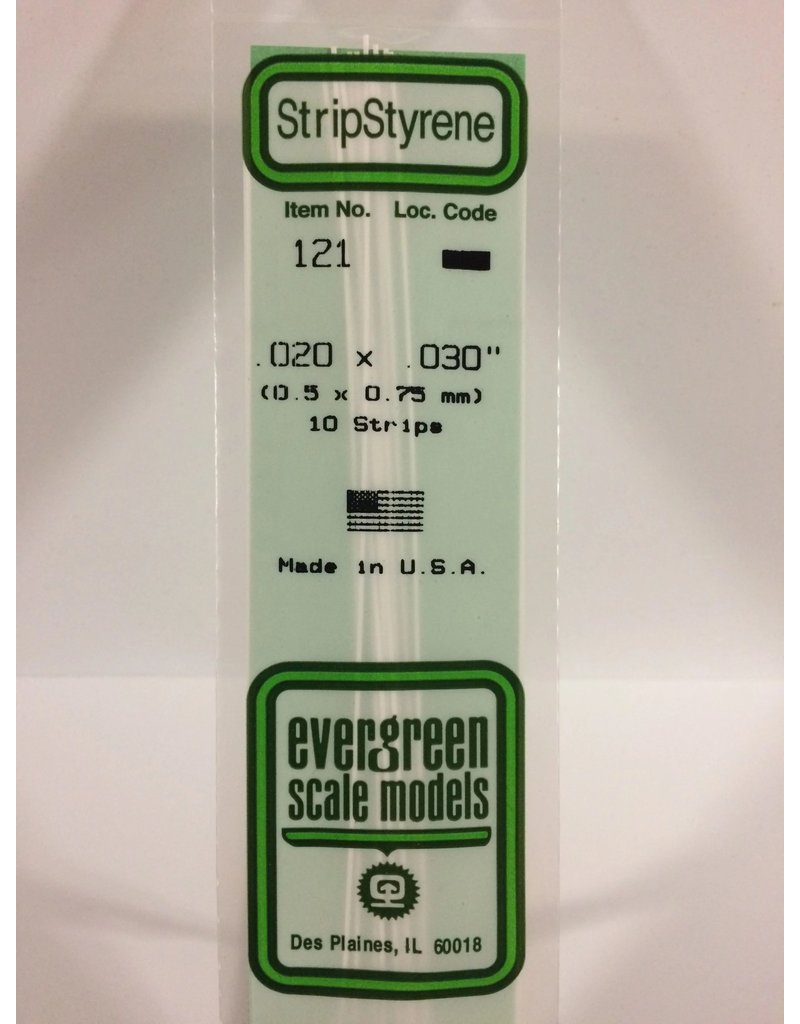 StripStyrene
Item No. Loc. Code
121
.020 x .030"
(0.5 x 0.75 mm)
10 Strips
Made in U.S.A.
evergreen
scale models
Des Plaines, IL 60018